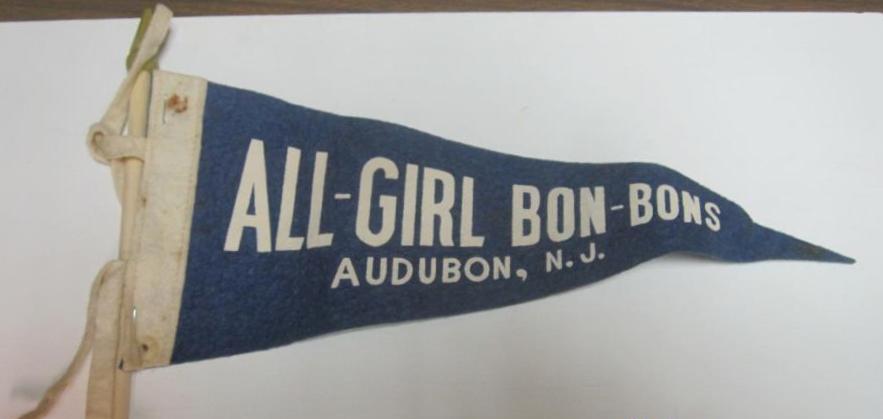 ALL-GIRL BON-BONS
AUDUBON, N.J.